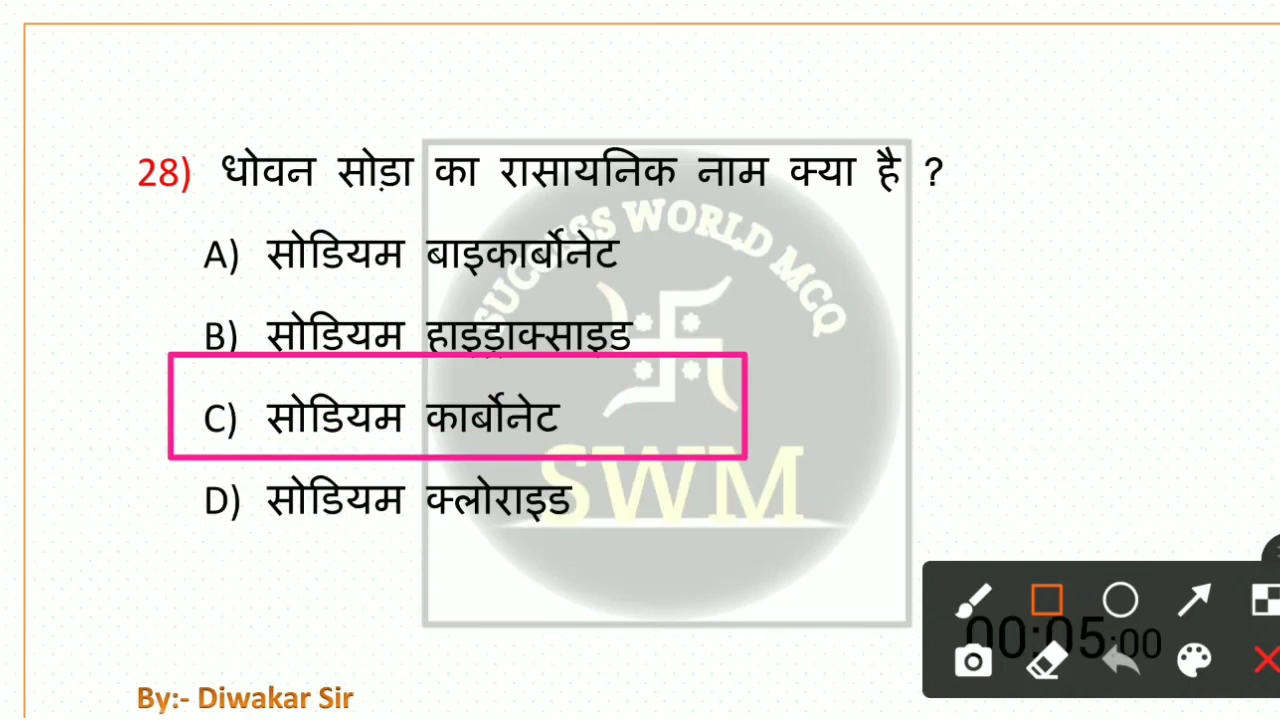 28) धोवन सोड़ा का रासायनिक नाम क्या है ?
SUCCESS WORLD MCQ
A) सोडियम बाइकार्बोनेट
B) सोडियम हाइड्राक्साइड
C) सोडियम कार्बोनेट
SWM
D) सोडियम क्लोराइड
00:05:00
By:- Diwakar Sir